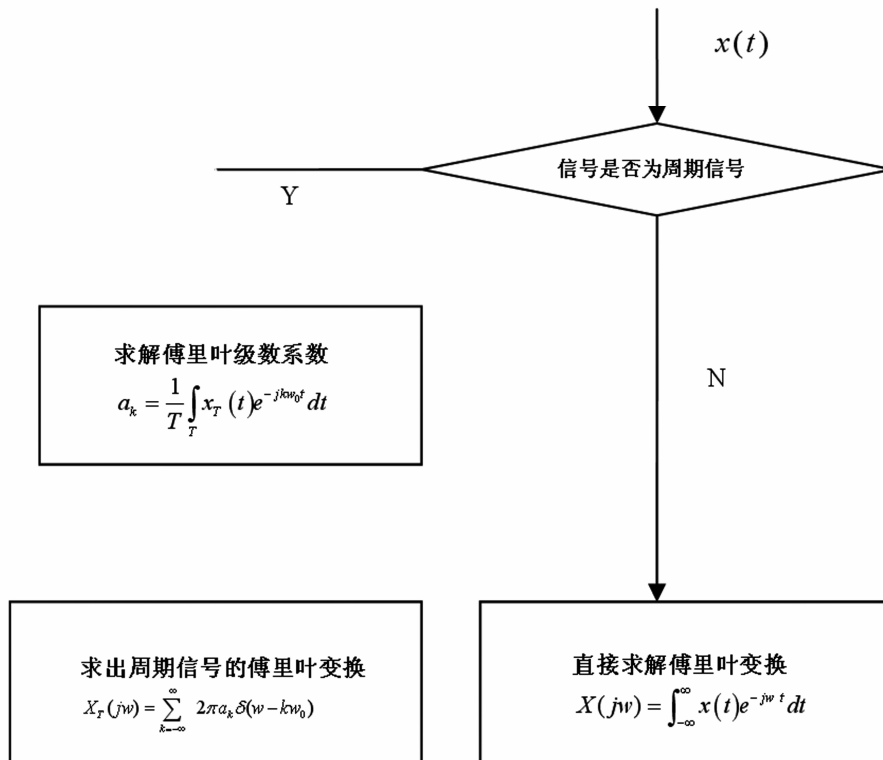 x(t)
信号是否为周期信号
Y
N
求解傅里叶级数系数
a_k = \frac{1}{T} \int_T x_T(t) e^{-jkw_0 t} dt
求出周期信号的傅里叶变换
X_T(jw) = \sum_{k=-\infty}^{\infty} 2\pi a_k \delta(w - kw_0)
直接求解傅里叶变换
X(jw) = \int_{-\infty}^{\infty} x(t) e^{-jw t} dt